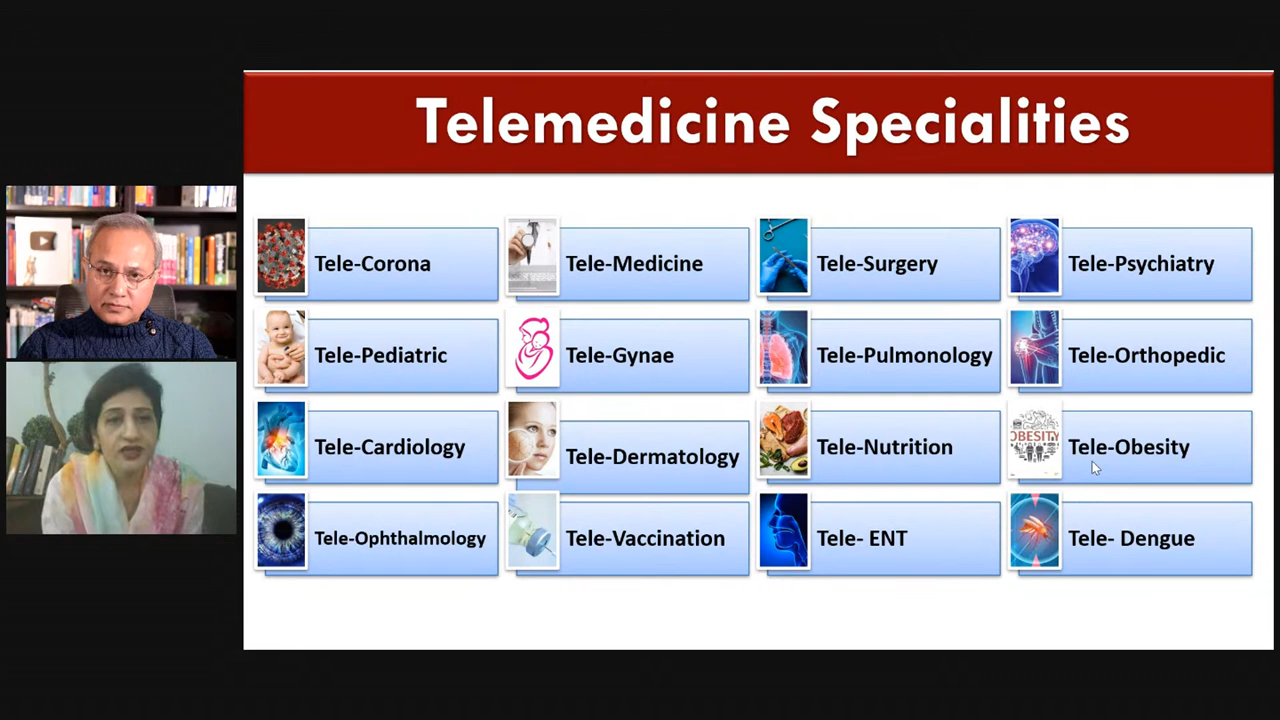 Telemedicine Specialities
Tele-Corona
Tele-Medicine
Tele-Surgery
Tele-Psychiatry
Tele-Pediatric
Tele-Gynae
Tele-Pulmonology
Tele-Orthopedic
Tele-Cardiology
Tele-Dermatology
Tele-Nutrition
OBESITY
Tele-Obesity
Tele-Ophthalmology
Tele-Vaccination
Tele- ENT
Tele- Dengue